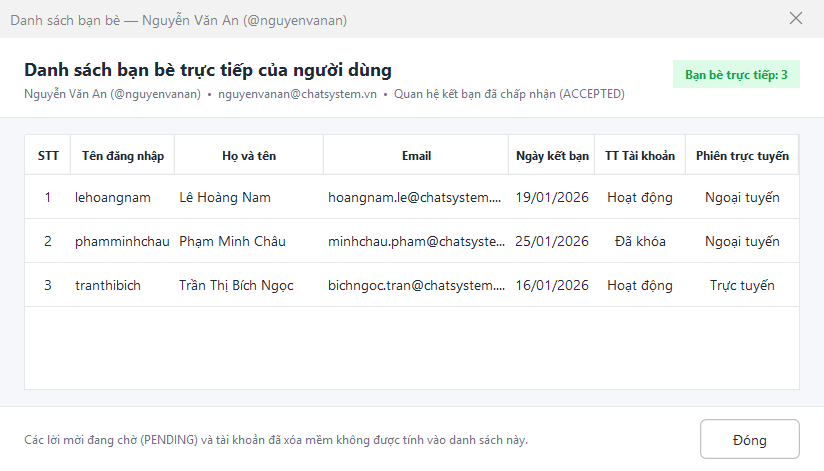 Danh sách bạn bè — Nguyễn Văn An (@nguyenvanan)
Danh sách bạn bè trực tiếp của người dùng
Bạn bè trực tiếp: 3
Nguyễn Văn An (@nguyenvanan) • nguyenvanan@chatsystem.vn • Quan hệ kết bạn đã chấp nhận (ACCEPTED)
STT Tên đăng nhập Họ và tên Email Ngày kết bạn TT Tài khoản Phiên trực tuyến
1 lehoangnam Lê Hoàng Nam hoangnam.le@chatsystem.... 19/01/2026 Hoạt động Ngoại tuyến
2 phamminhchau Phạm Minh Châu minhchau.pham@chatsyste... 25/01/2026 Đã khóa Ngoại tuyến
3 tranthibich Trần Thị Bích Ngọc bichngoc.tran@chatsystem.... 16/01/2026 Hoạt động Trực tuyến
Các lời mời đang chờ (PENDING) và tài khoản đã xóa mềm không được tính vào danh sách này.
Đóng